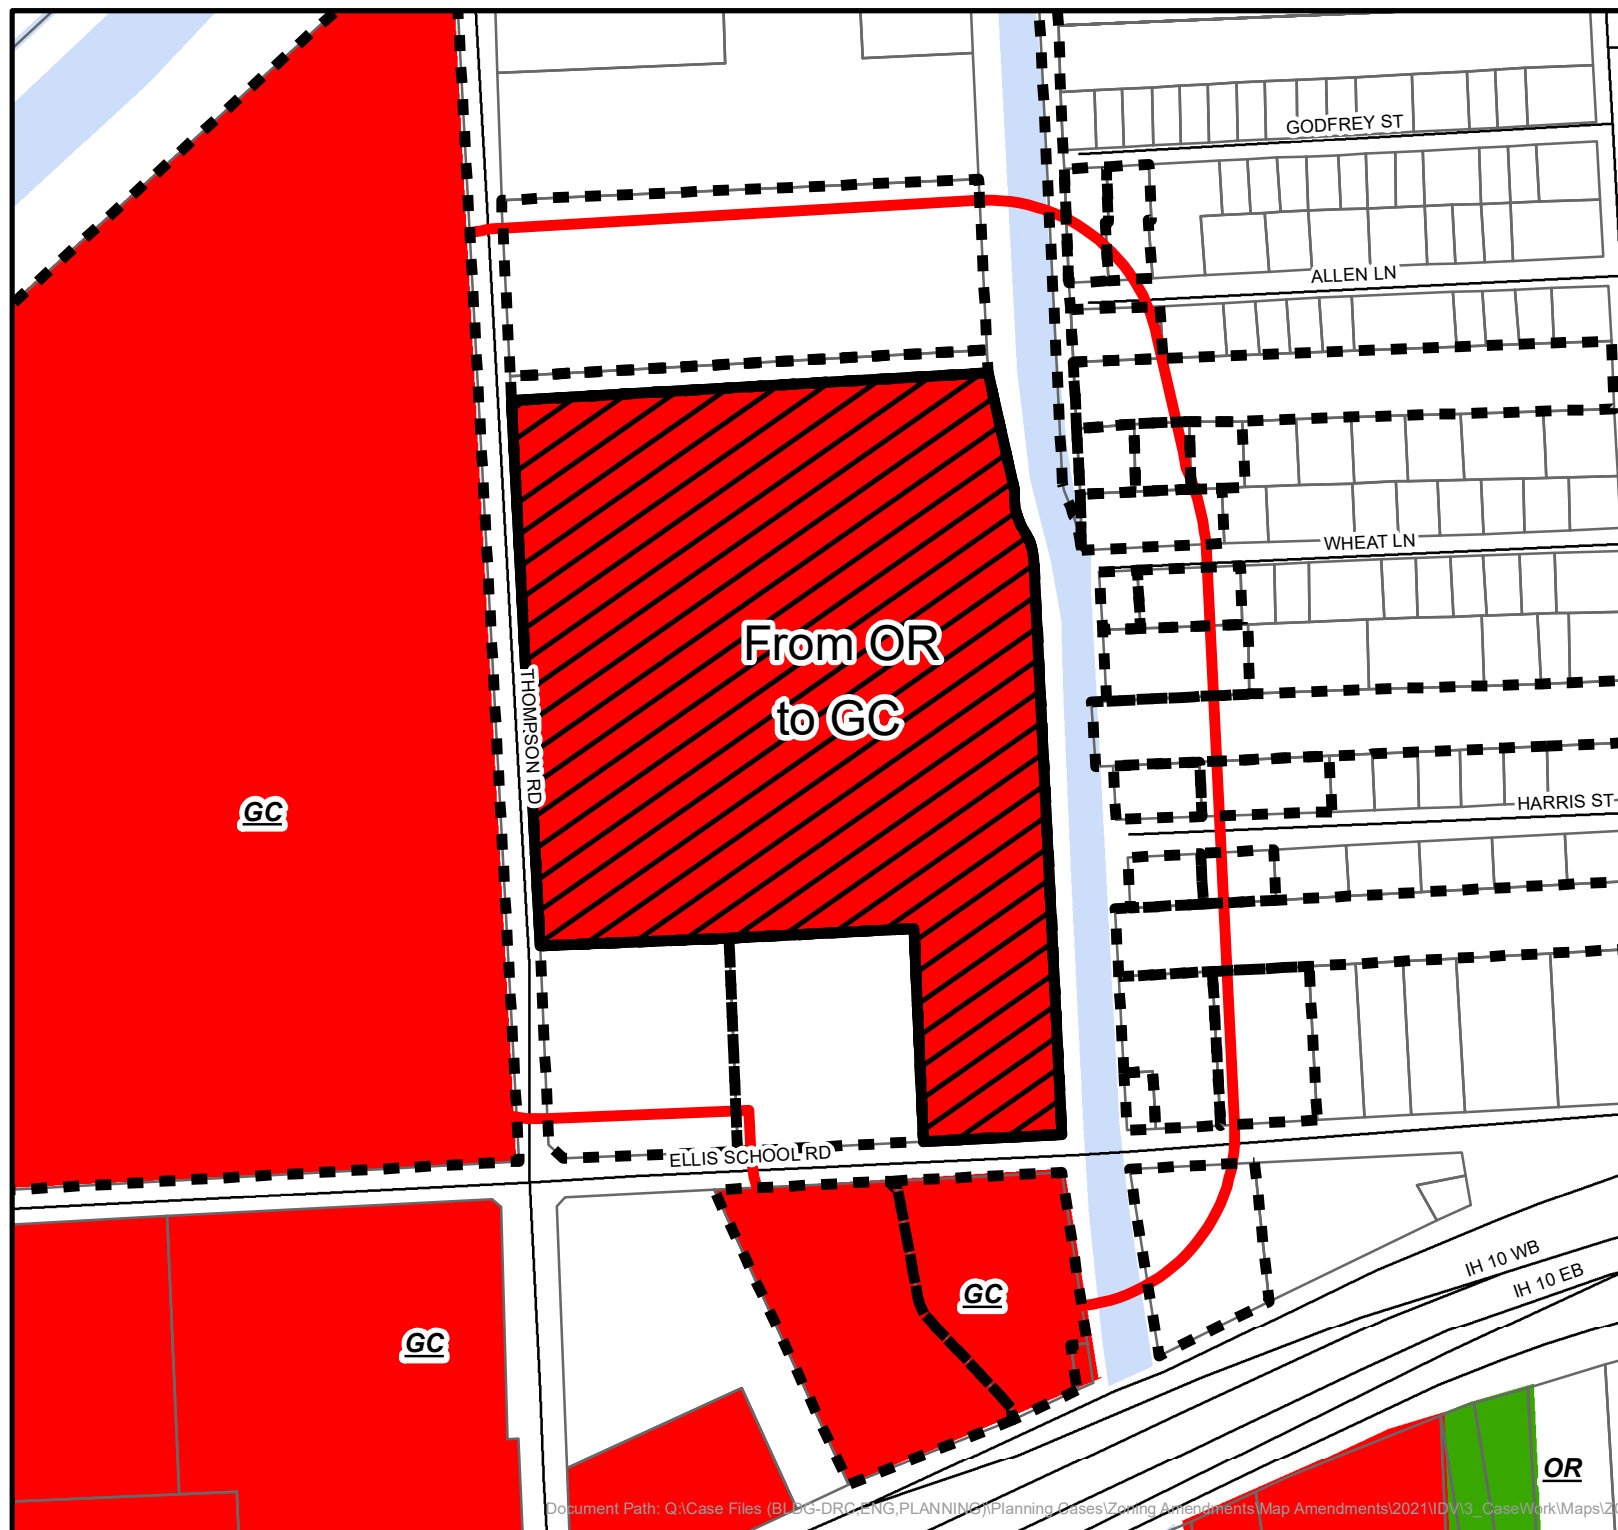 GODFREY ST
ALLEN LN
WHEAT LN
From OR
to GC
THOMPSON RD
GC
HARRIS ST
ELLIS SCHOOL RD
IH 10 WB
IH 10 EB
GC
GC
OR
Document Path: Q:\Case Files (BLDG-DRC,ENG,PLANNING)\Planning Cases\Zoning Amendments\Map Amendments\2021\IDV\3_CaseWork\Maps\Z